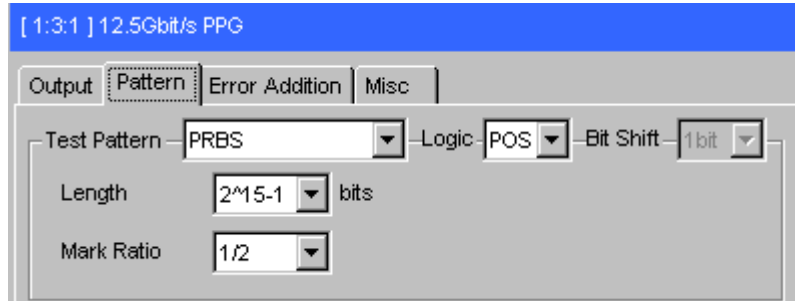 [ 1:3:1 ] 12.5Gbit/s PPG
Output Pattern Error Addition Misc
Test Pattern PRBS Logic POS Bit Shift 1bit
Length 2^15-1 bits
Mark Ratio 1/2